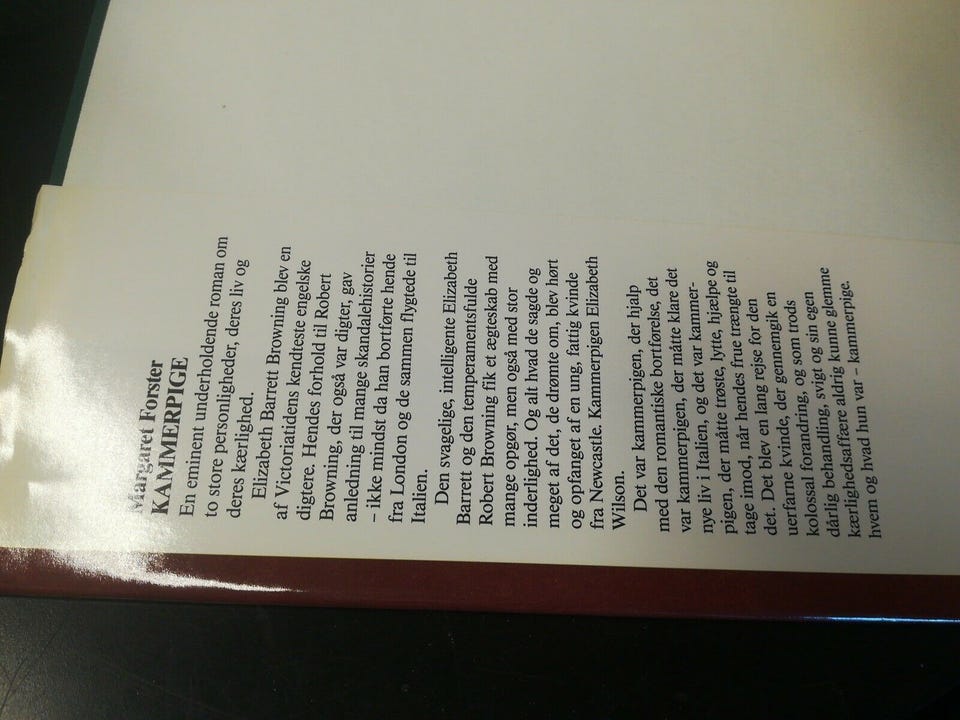 Margaret Forster
KAMMERPIGE
En eminent underholdende roman om
to store personligheder, deres liv og
deres kærlighed.
Elizabeth Barrett Browning blev en
af Victoriatidens kendteste engelske
digtere. Hendes forhold til Robert
Browning, der også var digter, gav
anledning til mange skandalehistorier
– ikke mindst da han bortførte hende
fra London og de sammen flygtede til
Italien.
Den svagelige, intelligente Elizabeth
Barrett og den temperamentsfulde
Robert Browning fik et ægteskab med
mange opgør, men også med stor
inderlighed. Og alt hvad de sagde og
meget af det, de drømte om, blev hørt
og opfanget af en ung, fattig kvinde
fra Newcastle. Kammerpigen Elizabeth
Wilson.
Det var kammerpigen, der hjalp
med den romantiske bortførelse, det
var kammerpigen, der måtte klare det
nye liv i Italien, og det var kammer-
pigen, der måtte trøste, lytte, hjælpe og
tage imod, når hendes frue trængte til
det. Det blev en lang rejse for den
uerfarne kvinde, der gennemgik en
kolossal forandring, og som trods
dårlig behandling, svigt og sin egen
kærlighedsaffære aldrig kunne glemme
hvem og hvad hun var – kammerpige.